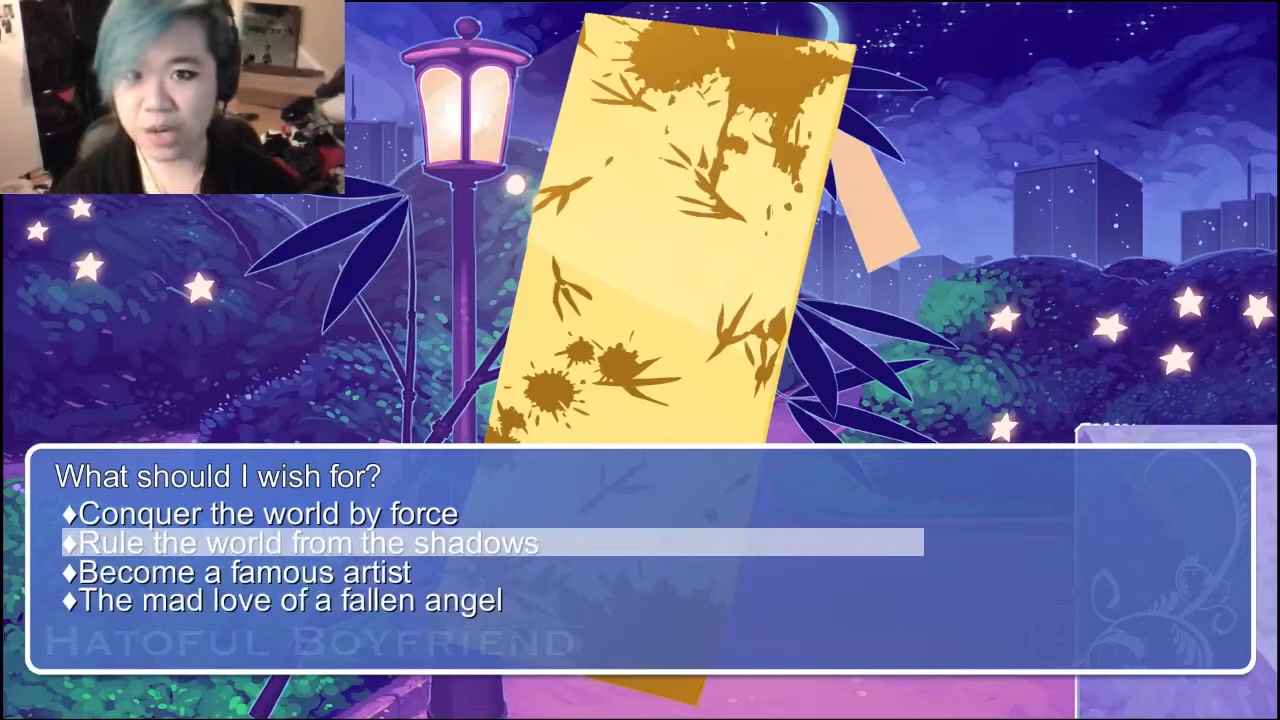 What should I wish for?
♦Conquer the world by force
♦Rule the world from the shadows
♦Become a famous artist
♦The mad love of a fallen angel
HATOFUL BOYFRIEND